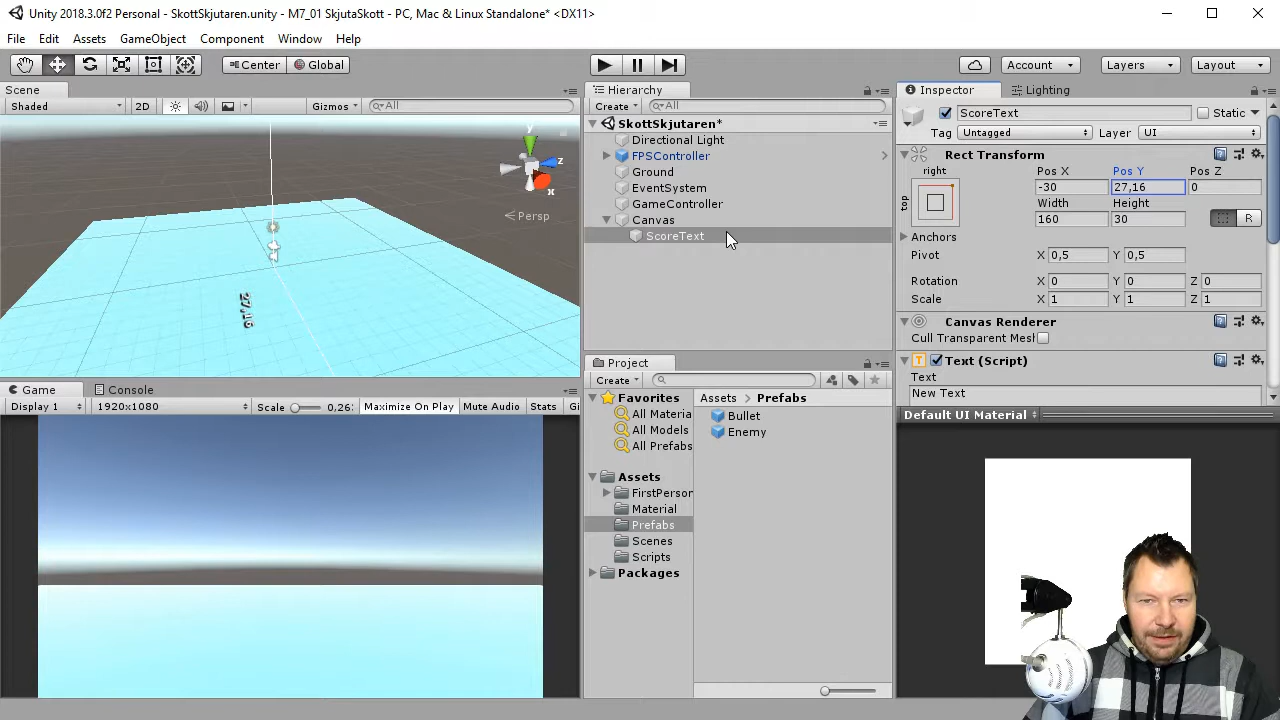 Unity 2018.3.0f2 Personal - SkottSkjutaren.unity - M7_01 SkjutaSkott - PC, Mac & Linux Standalone* <DX11>
File Edit Assets GameObject Component Window Help
Center Global Account Layers Layout
Scene
Shaded 2D Gizmos All
y
z
x
Persp
27,16
Hierarchy
Create All
SkottSkjutaren*
Directional Light
FPSController
Ground
EventSystem
GameController
Canvas
ScoreText
Inspector Lighting
ScoreText Static
Tag Untagged Layer UI
Rect Transform
right Pos X Pos Y Pos Z
top -30 27,16 0
Width Height
160 30 R
Anchors
Pivot X 0,5 Y 0,5
Rotation X 0 Y 0 Z 0
Scale X 1 Y 1 Z 1
Canvas Renderer
Cull Transparent Mesh
T Text (Script)
Text
New Text
Default UI Material
Game Console
Display 1 1920x1080 Scale 0,26 Maximize On Play Mute Audio Stats Gi
Project
Create
Favorites
All Materia
All Models
All Prefabs
Assets
FirstPerson
Material
Prefabs
Scenes
Scripts
Packages
Assets > Prefabs
Bullet
Enemy